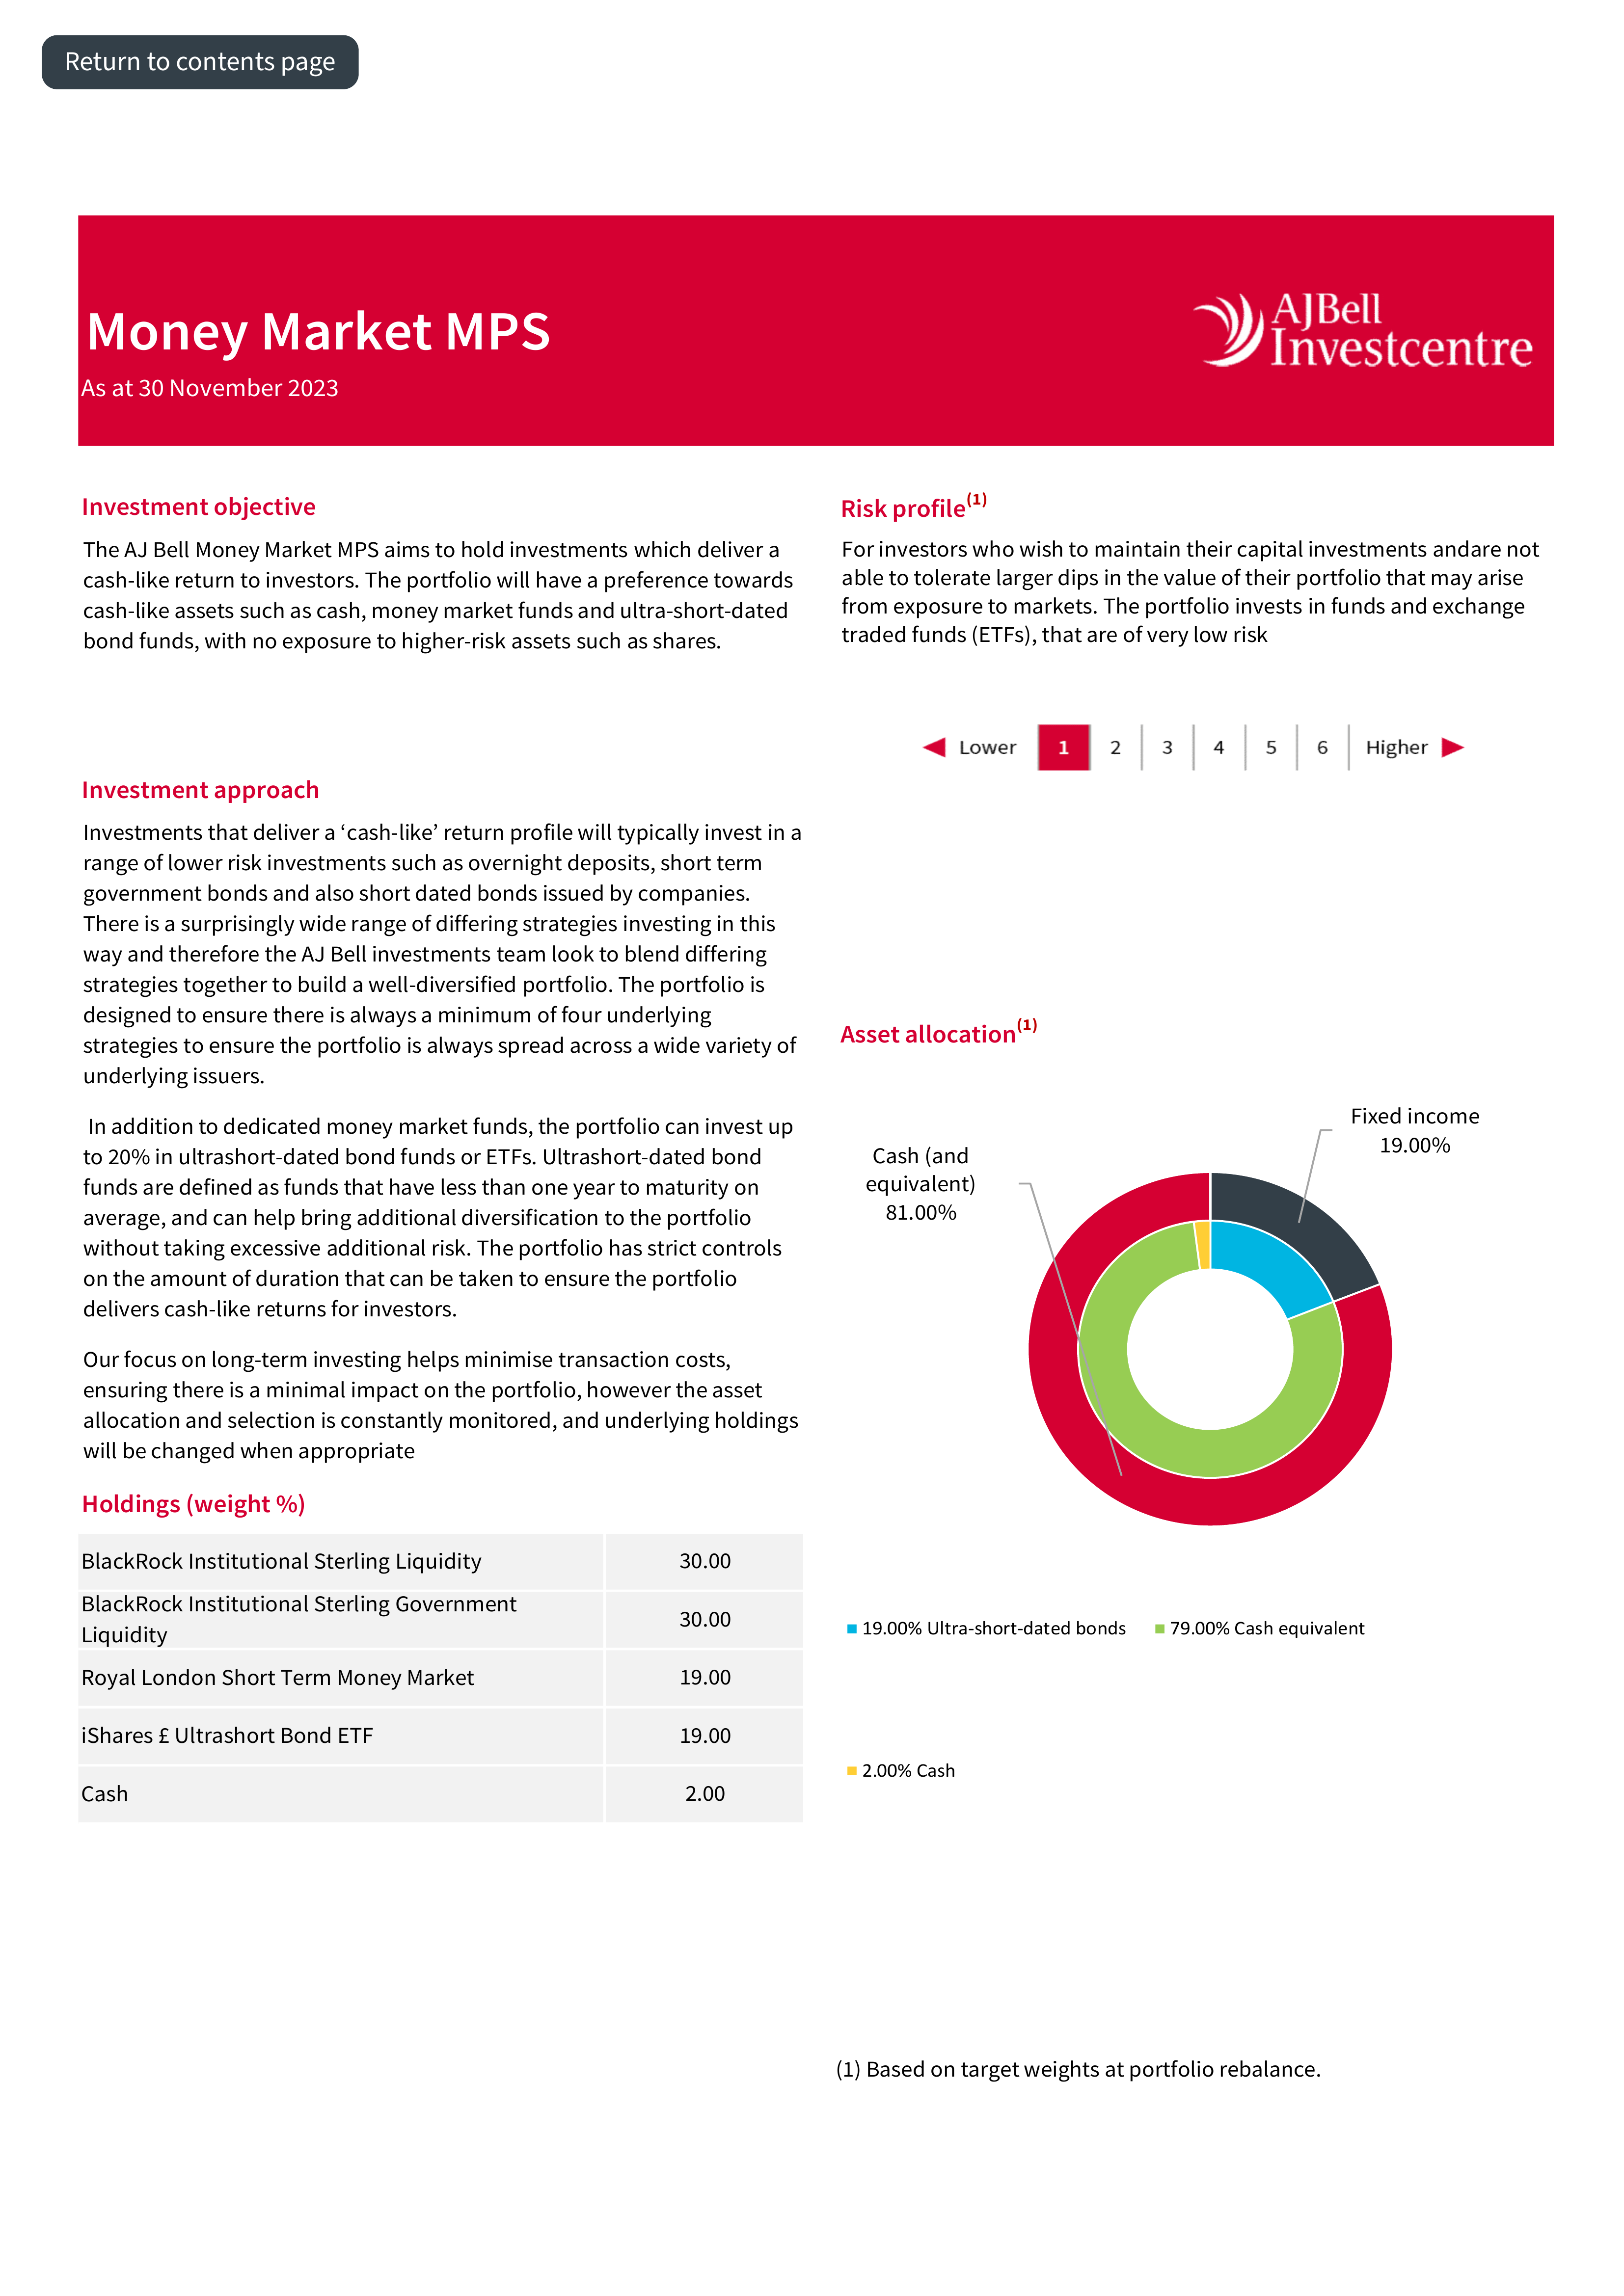 Return to contents page
Money Market MPS
As at 30 November 2023
AJBell
Investcentre
Investment objective
The AJ Bell Money Market MPS aims to hold investments which deliver a
cash-like return to investors. The portfolio will have a preference towards
cash-like assets such as cash, money market funds and ultra-short-dated
bond funds, with no exposure to higher-risk assets such as shares.
Investment approach
Investments that deliver a ‘cash-like’ return profile will typically invest in a
range of lower risk investments such as overnight deposits, short term
government bonds and also short dated bonds issued by companies.
There is a surprisingly wide range of differing strategies investing in this
way and therefore the AJ Bell investments team look to blend differing
strategies together to build a well-diversified portfolio. The portfolio is
designed to ensure there is always a minimum of four underlying
strategies to ensure the portfolio is always spread across a wide variety of
underlying issuers.
In addition to dedicated money market funds, the portfolio can invest up
to 20% in ultrashort-dated bond funds or ETFs. Ultrashort-dated bond
funds are defined as funds that have less than one year to maturity on
average, and can help bring additional diversification to the portfolio
without taking excessive additional risk. The portfolio has strict controls
on the amount of duration that can be taken to ensure the portfolio
delivers cash-like returns for investors.
Our focus on long-term investing helps minimise transaction costs,
ensuring there is a minimal impact on the portfolio, however the asset
allocation and selection is constantly monitored, and underlying holdings
will be changed when appropriate
Holdings (weight %)
BlackRock Institutional Sterling Liquidity 30.00
BlackRock Institutional Sterling Government
Liquidity 30.00
Royal London Short Term Money Market 19.00
iShares £ Ultrashort Bond ETF 19.00
Cash 2.00
Risk profile(1)
For investors who wish to maintain their capital investments andare not
able to tolerate larger dips in the value of their portfolio that may arise
from exposure to markets. The portfolio invests in funds and exchange
traded funds (ETFs), that are of very low risk
Lower 1 2 3 4 5 6 Higher
Asset allocation(1)
Fixed income
19.00%
Cash (and
equivalent)
81.00%
19.00% Ultra-short-dated bonds 79.00% Cash equivalent
2.00% Cash
(1) Based on target weights at portfolio rebalance.